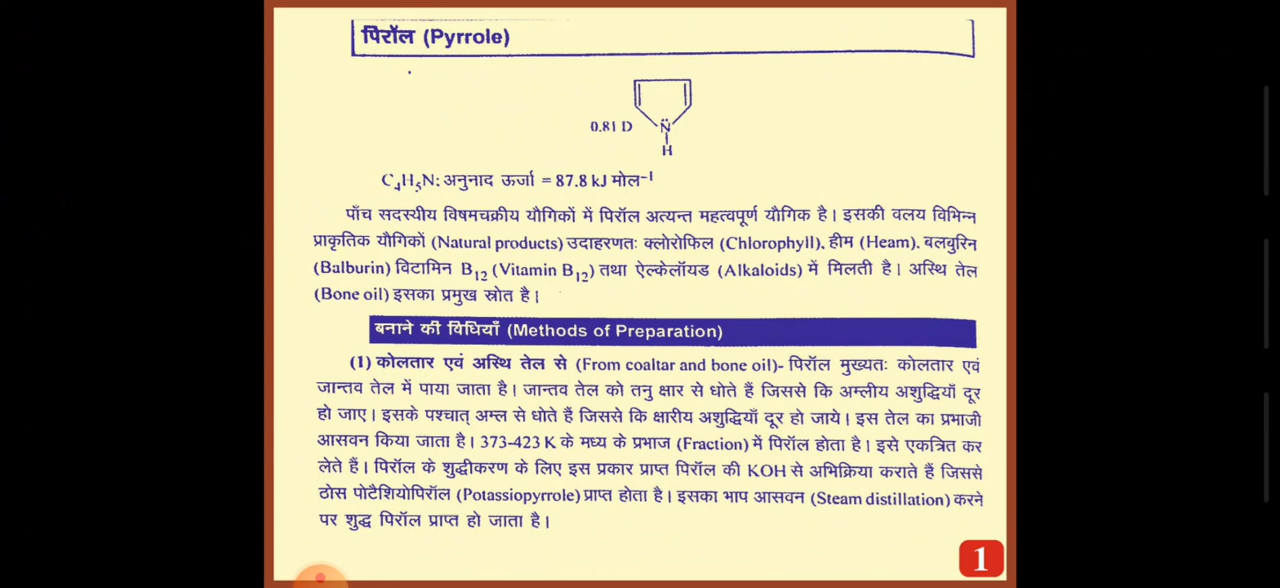 पिरॉल (Pyrrole)
0.81 D
N
H
C₄H₅N: अनुनाद ऊर्जा = 87.8 kJ मोल⁻¹
पाँच सदस्यीय विषमचक्रीय यौगिकों में पिरॉल अत्यन्त महत्वपूर्ण यौगिक है। इसकी वलय विभिन्न
प्राकृतिक यौगिकों (Natural products) उदाहरणतः क्लोरोफिल (Chlorophyll), हीम (Heam), बलबुरिन
(Balburin) विटामिन B₁₂ (Vitamin B₁₂) तथा ऐल्केलॉयड (Alkaloids) में मिलती है। अस्थि तेल
(Bone oil) इसका प्रमुख स्रोत है।
बनाने की विधियाँ (Methods of Preparation)
(1) कोलतार एवं अस्थि तेल से (From coaltar and bone oil)- पिरॉल मुख्यतः कोलतार एवं
जान्तव तेल में पाया जाता है। जान्तव तेल को तनु क्षार से धोते हैं जिससे कि अम्लीय अशुद्धियाँ दूर
हो जाए। इसके पश्चात् अम्ल से धोते हैं जिससे कि क्षारीय अशुद्धियाँ दूर हो जाये। इस तेल का प्रभाजी
आसवन किया जाता है। 373-423 K के मध्य के प्रभाज (Fraction) में पिरॉल होता है। इसे एकत्रित कर
लेते हैं। पिरॉल के शुद्धीकरण के लिए इस प्रकार प्राप्त पिरॉल की KOH से अभिक्रिया कराते हैं जिससे
ठोस पोटैशियोपिरॉल (Potassiopyrrole) प्राप्त होता है। इसका भाप आसवन (Steam distillation) करने
पर शुद्ध पिरॉल प्राप्त हो जाता है।
1